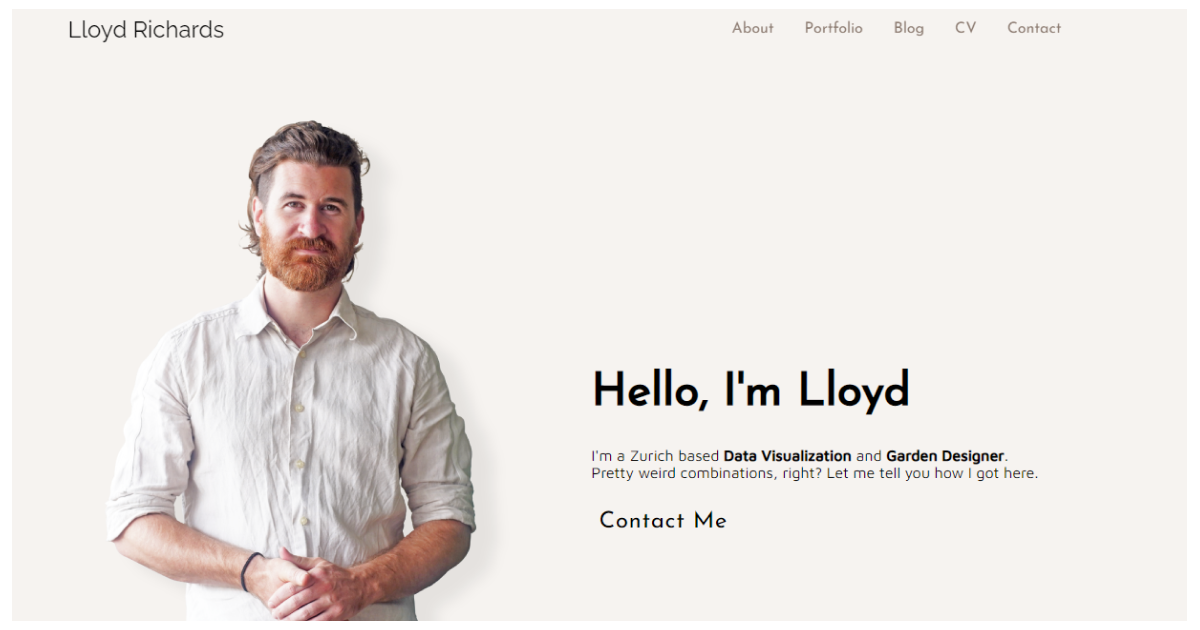 Lloyd Richards
About
Portfolio
Blog
CV
Contact
Hello, I'm Lloyd
I'm a Zurich based Data Visualization and Garden Designer.
Pretty weird combinations, right? Let me tell you how I got here.
Contact Me